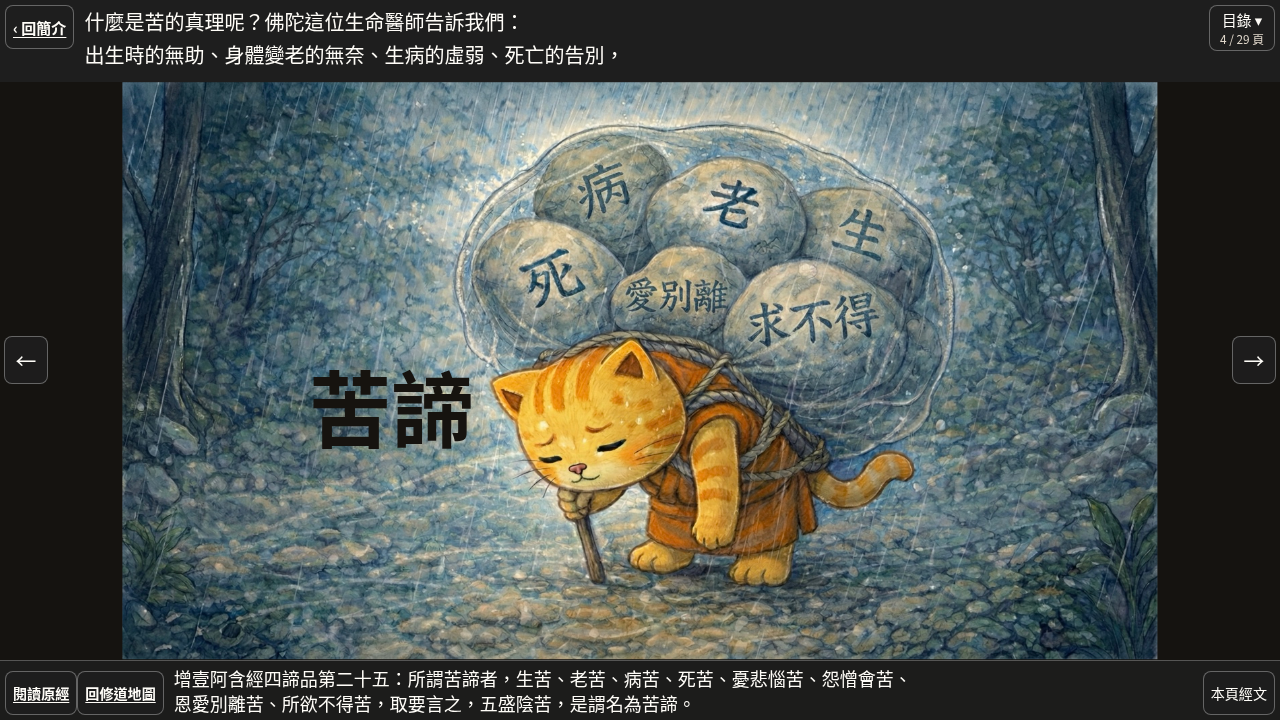 ‹ 回簡介
什麼是苦的真理呢？佛陀這位生命醫師告訴我們：
出生時的無助、身體變老的無奈、生病的虛弱、死亡的告別，
目錄 ▾
4 / 29 頁
病
老
生
死
愛別離
求不得
苦諦
←
→
閱讀原經
回修道地圖
增壹阿含經四諦品第二十五：所謂苦諦者，生苦、老苦、病苦、死苦、憂悲惱苦、怨憎會苦、
恩愛別離苦、所欲不得苦，取要言之，五盛陰苦，是謂名為苦諦。
本頁經文